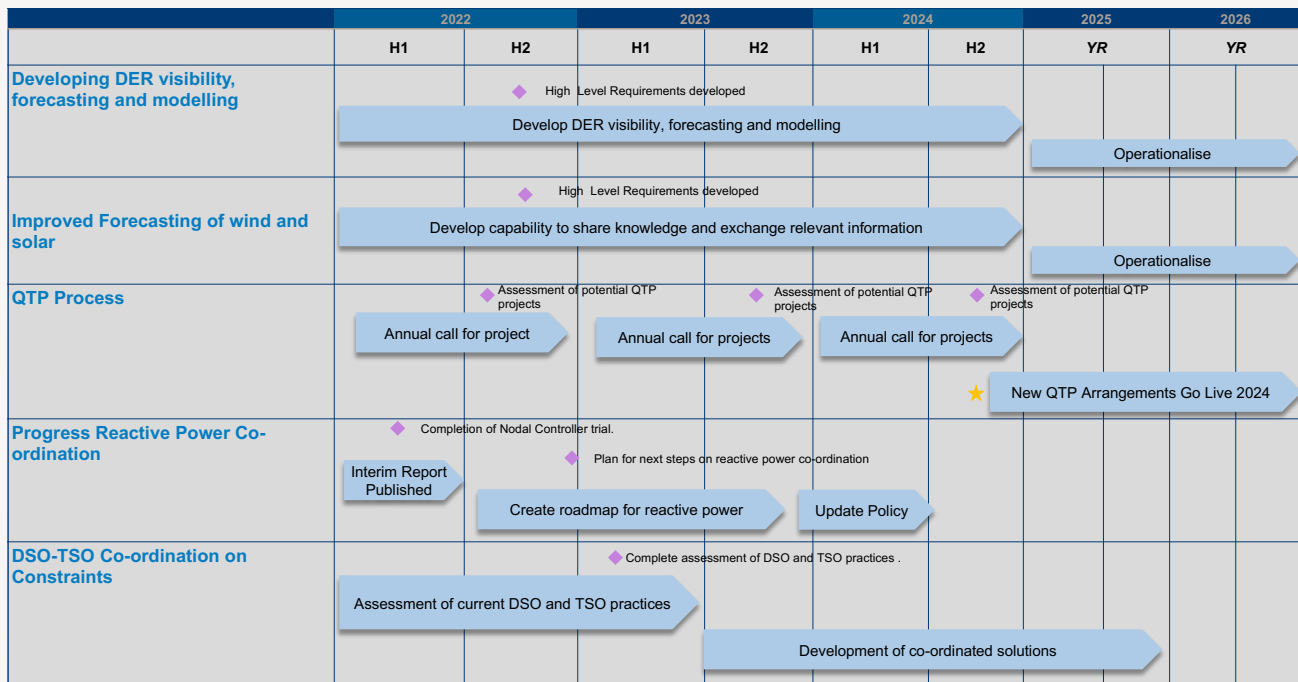 2022 2023 2024 2025 2026
H1 H2 H1 H2 H1 H2 YR YR
Developing DER visibility,
forecasting and modelling
High Level Requirements developed
Develop DER visibility, forecasting and modelling
Operationalise
Improved Forecasting of wind and
solar
High Level Requirements developed
Develop capability to share knowledge and exchange relevant information
Operationalise
QTP Process
Assessment of potential QTP
projects
Assessment of potential QTP
projects
Assessment of potential QTP
projects
Annual call for project
Annual call for projects
Annual call for projects
New QTP Arrangements Go Live 2024
Progress Reactive Power Co-
ordination
Completion of Nodal Controller trial.
Plan for next steps on reactive power co-ordination
Interim Report
Published
Create roadmap for reactive power
Update Policy
DSO-TSO Co-ordination on
Constraints
Complete assessment of DSO and TSO practices .
Assessment of current DSO and TSO practices
Development of co-ordinated solutions